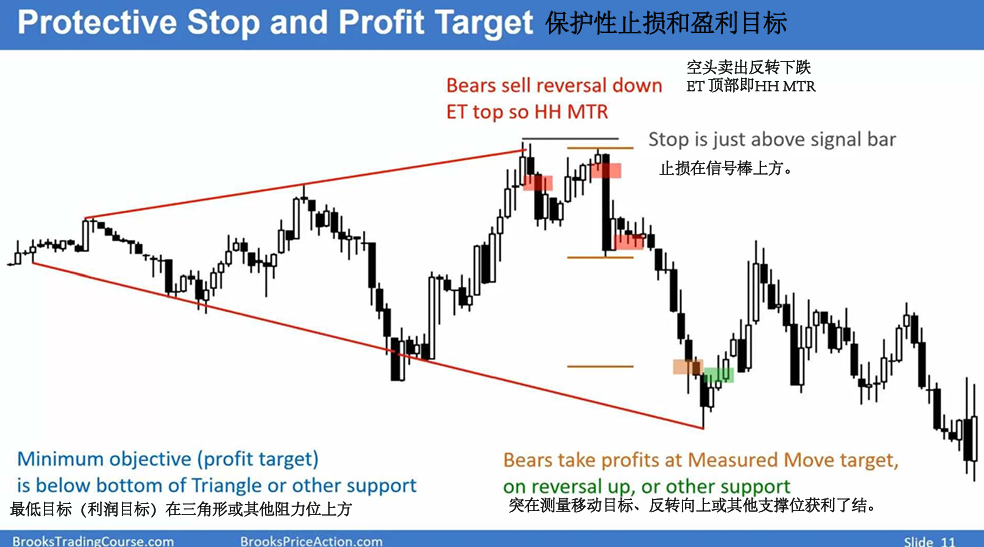 Protective Stop and Profit Target 保护性止损和盈利目标
空头卖出反转下跌
ET 顶部即HH MTR
Bears sell reversal down
ET top so HH MTR
Stop is just above signal bar
止损在信号棒上方。
Minimum objective (profit target)
is below bottom of Triangle or other support
最低目标（利润目标）在三角形或其他阻力位上方
Bears take profits at Measured Move target,
on reversal up, or other support
突在测量移动目标、反转向上或其他支撑位获利了结。
BrooksTradingCourse.com
BrooksPriceAction.com
Slide 11